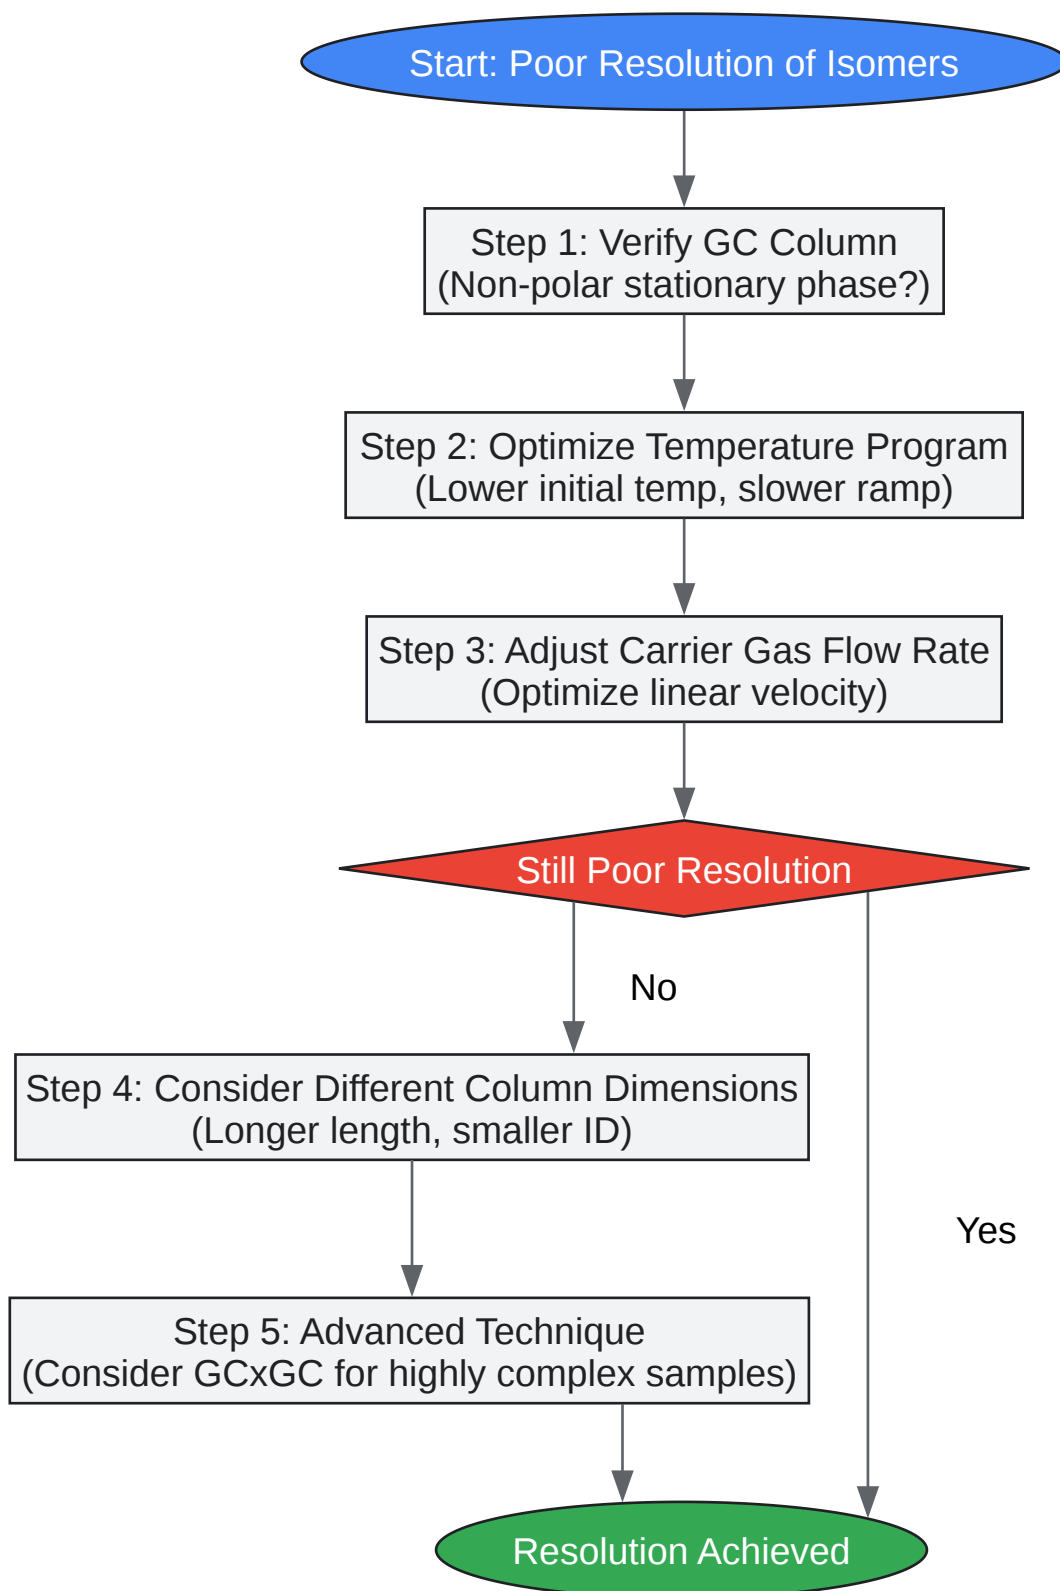 Start: Poor Resolution of Isomers
Step 1: Verify GC Column
(Non-polar stationary phase?)
Step 2: Optimize Temperature Program
(Lower initial temp, slower ramp)
Step 3: Adjust Carrier Gas Flow Rate
(Optimize linear velocity)
Still Poor Resolution
No
Step 4: Consider Different Column Dimensions
(Longer length, smaller ID)
Yes
Step 5: Advanced Technique
(Consider GCxGC for highly complex samples)
Resolution Achieved